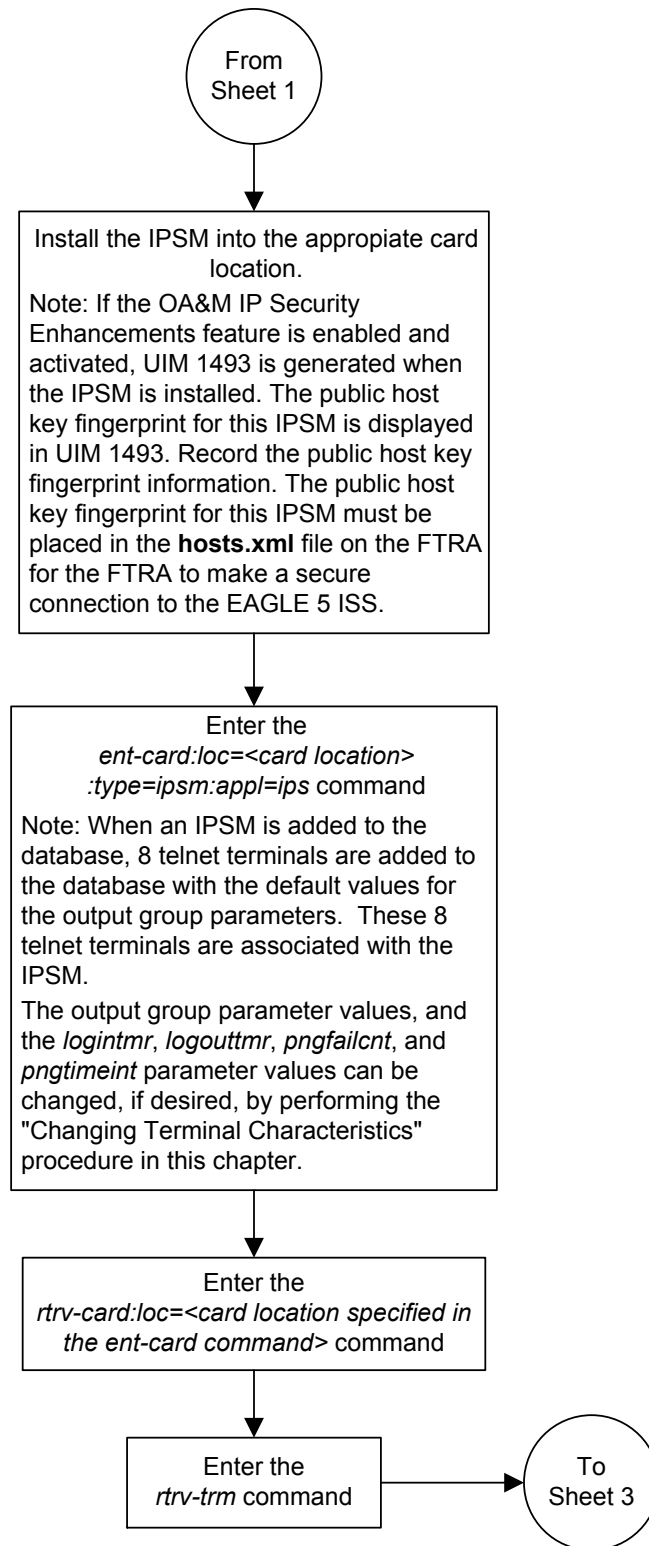 From
Sheet 1
Install the IPSM into the appropiate card
location.
Note: If the OA&M IP Security
Enhancements feature is enabled and
activated, UIM 1493 is generated when
the IPSM is installed. The public host
key fingerprint for this IPSM is displayed
in UIM 1493. Record the public host key
fingerprint information. The public host
key fingerprint for this IPSM must be
placed in the hosts.xml file on the FTRA
for the FTRA to make a secure
connection to the EAGLE 5 ISS.
Enter the
ent-card:loc=<card location>
:type=ipsm:appl=ips command
Note: When an IPSM is added to the
database, 8 telnet terminals are added to
the database with the default values for
the output group parameters.  These 8
telnet terminals are associated with the
IPSM.
The output group parameter values, and
the logintmr, logouttmr, pngfailcnt, and
pngtimeint parameter values can be
changed, if desired, by performing the
"Changing Terminal Characteristics"
procedure in this chapter.
Enter the
rtrv-card:loc=<card location specified in
the ent-card command> command
Enter the
rtrv-trm command
To
Sheet 3